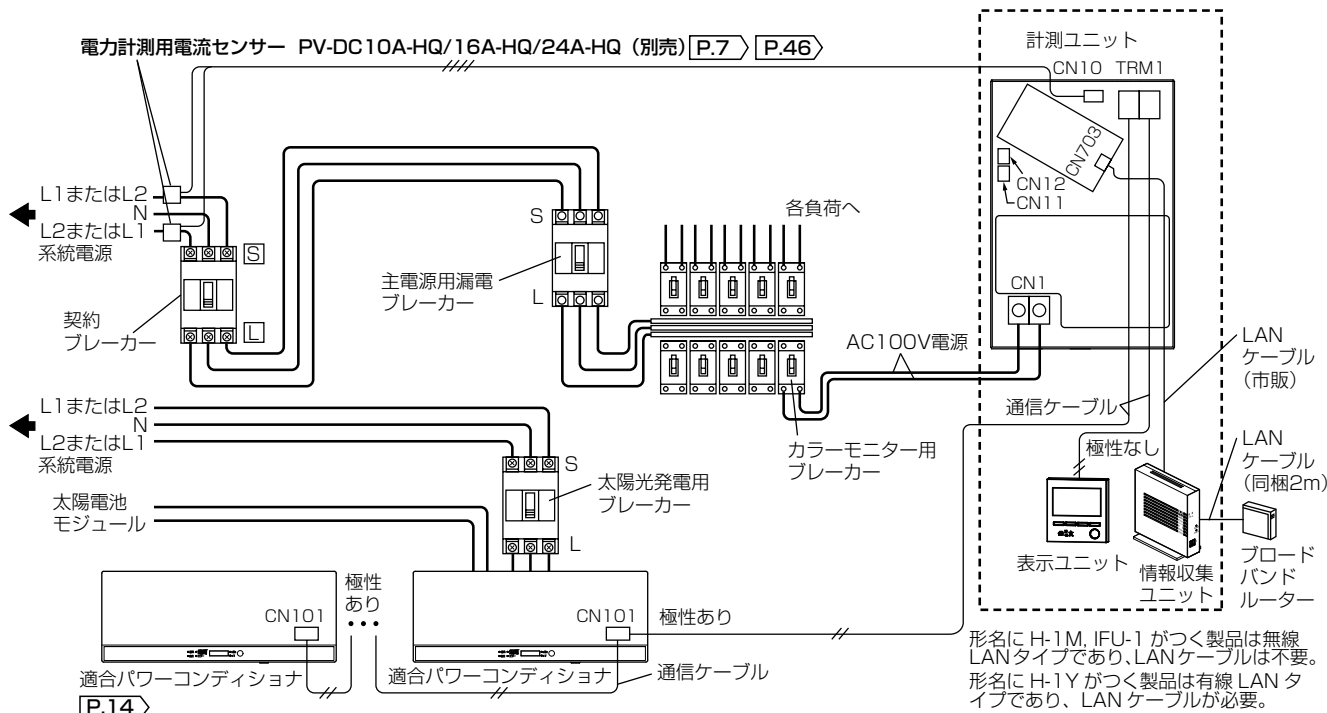 電力計測用電流センサー PV-DC10A-HQ/16A-HQ/24A-HQ（別売）P.7 P.46
計測ユニット
CN10 TRM1
CN703
CN12
CN11
CN1
L1またはL2
N
L2またはL1
系統電源
S
L
契約
ブレーカー
S
L
主電源用漏電
ブレーカー
各負荷へ
AC100V電源
カラーモニター用
ブレーカー
LAN
ケーブル
（市販）
通信ケーブル
極性なし
LAN
ケーブル
（同梱2m）
表示ユニット
情報収集
ユニット
ブロード
バンド
ルーター
L1またはL2
N
L2またはL1
系統電源
S
L
太陽光発電用
ブレーカー
太陽電池
モジュール
CN101
極性
あり
CN101
極性あり
適合パワーコンディショナ
適合パワーコンディショナ
通信ケーブル
P.14
形名に H-1M, IFU-1 がつく製品は無線
LANタイプであり、LANケーブルは不要。
形名に H-1Y がつく製品は有線 LAN タ
イプであり、LAN ケーブルが必要。